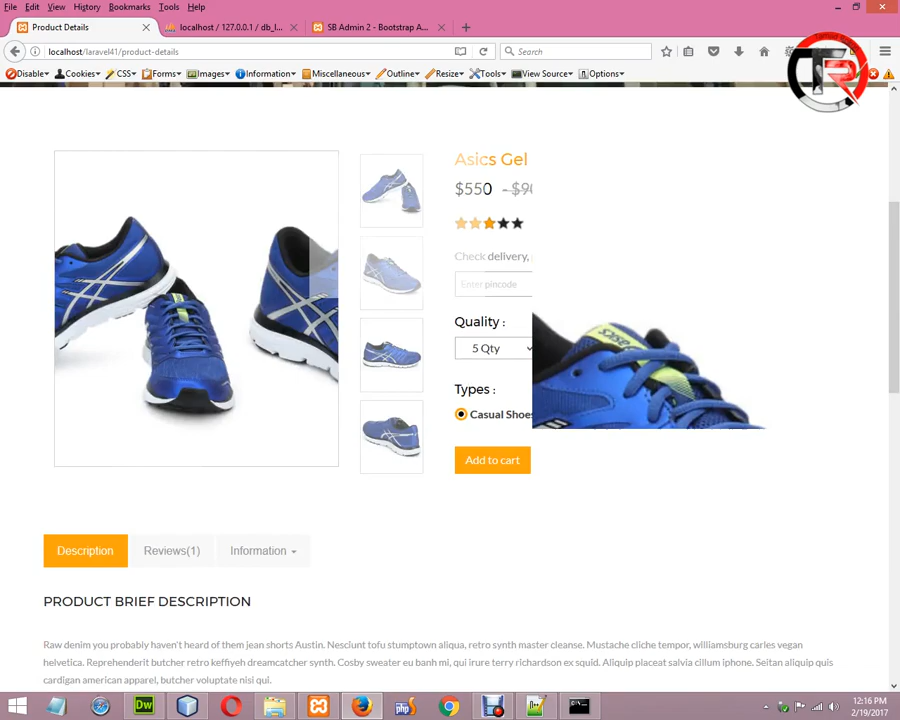 File Edit View History Bookmarks Tools Help
Product Details
localhost / 127.0.0.1 / db_l...
SB Admin 2 - Bootstrap A...
localhost/laravel41/product-details
Search
Disable Cookies CSS Forms Images Information Miscellaneous Outline Resize Tools View Source Options
Asics Gel
$550 - $90
Check delivery,
Enter pincode
Quality :
5 Qty
Types :
Casual Shoes
Add to cart
Description Reviews(1) Information
PRODUCT BRIEF DESCRIPTION
Raw denim you probably haven't heard of them jean shorts Austin. Nesciunt tofu stumptown aliqua, retro synth master cleanse. Mustache cliche tempor, williamsburg carles vegan
helvetica. Reprehenderit butcher retro keffiyeh dreamcatcher synth. Cosby sweater eu banh mi, qui irure terry richardson ex squid. Aliquip placeat salvia cillum iphone. Seitan aliquip quis
cardigan american apparel, butcher voluptate nisi qui.
Dw
php
12:16 PM
2/19/2017